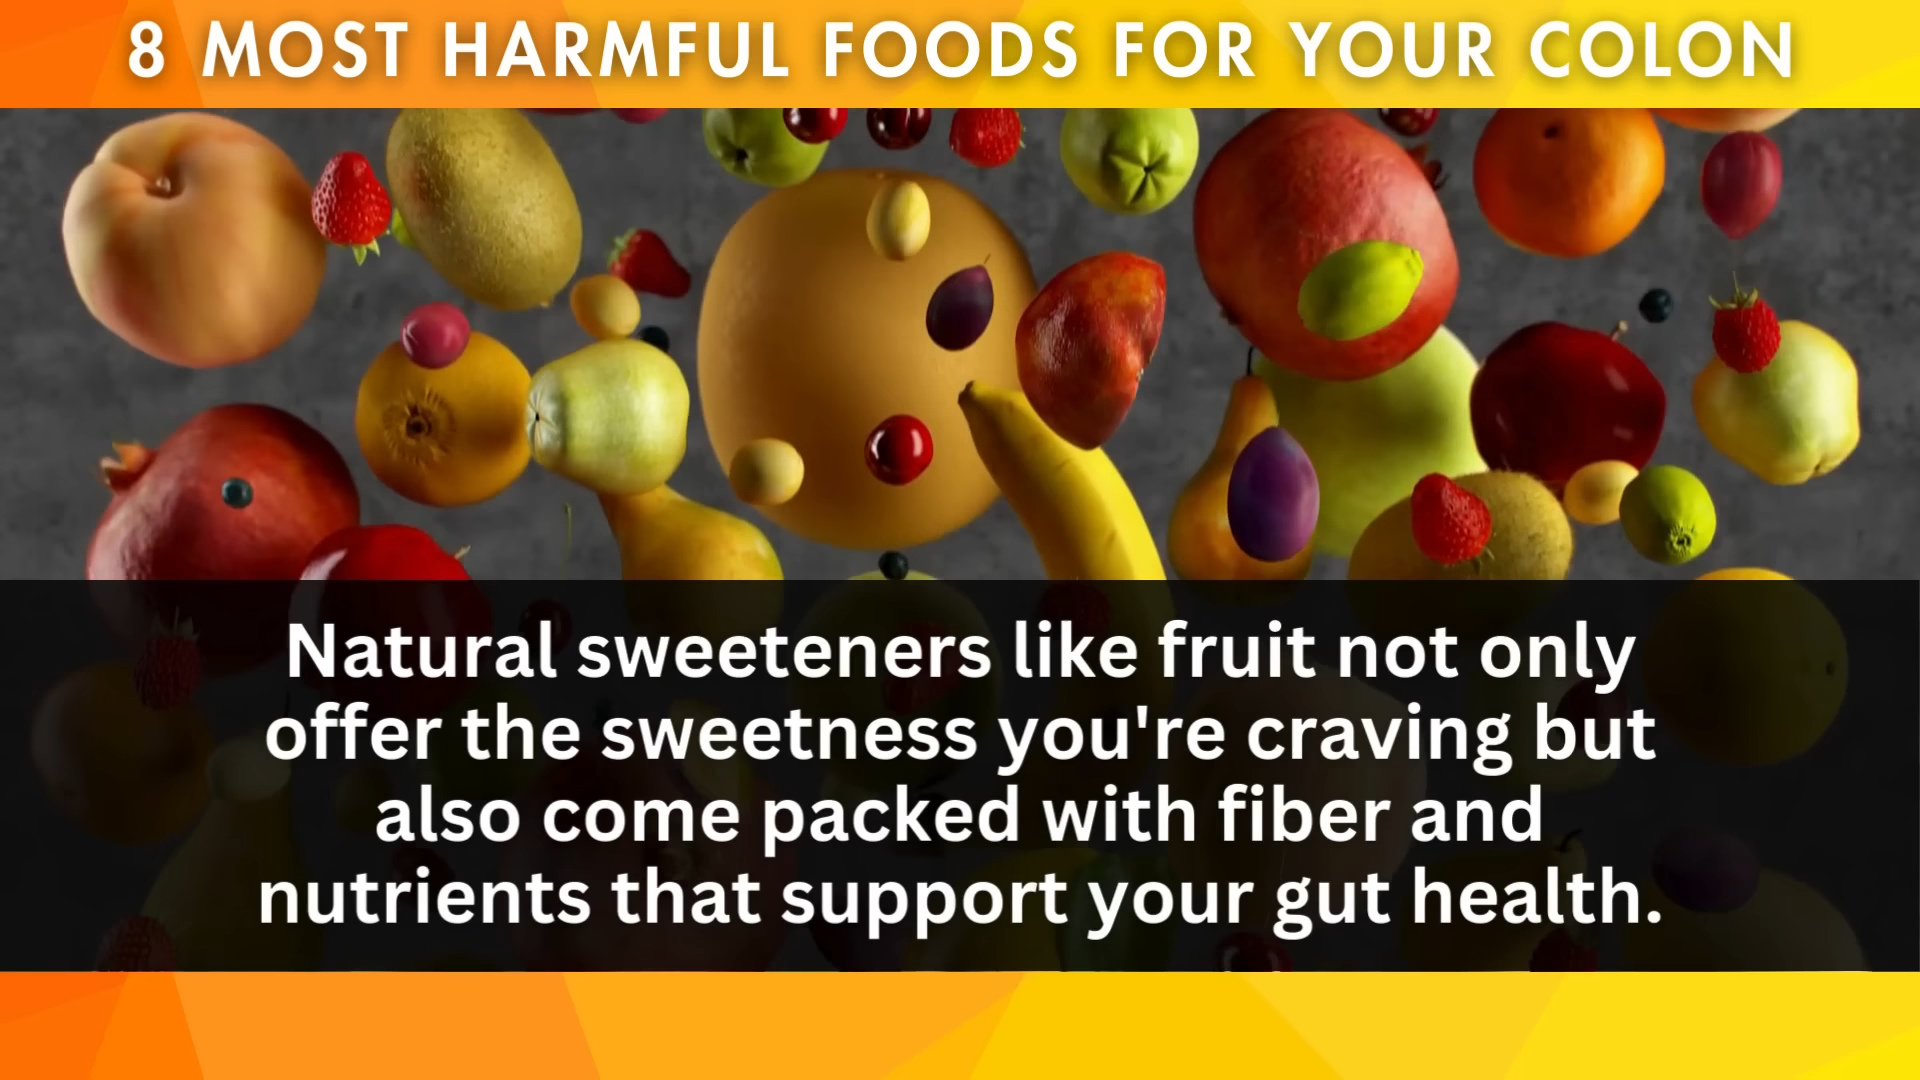 8 MOST HARMFUL FOODS FOR YOUR COLON
Natural sweeteners like fruit not only
offer the sweetness you're craving but
also come packed with fiber and
nutrients that support your gut health.